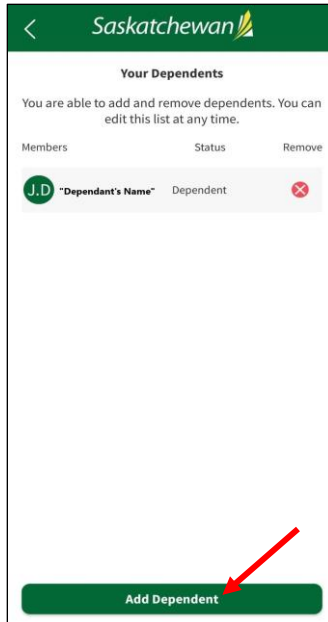 Saskatchewan
Your Dependents
You are able to add and remove dependents. You can
edit this list at any time.
Members Status Remove
J.D "Dependant's Name" Dependent
Add Dependent